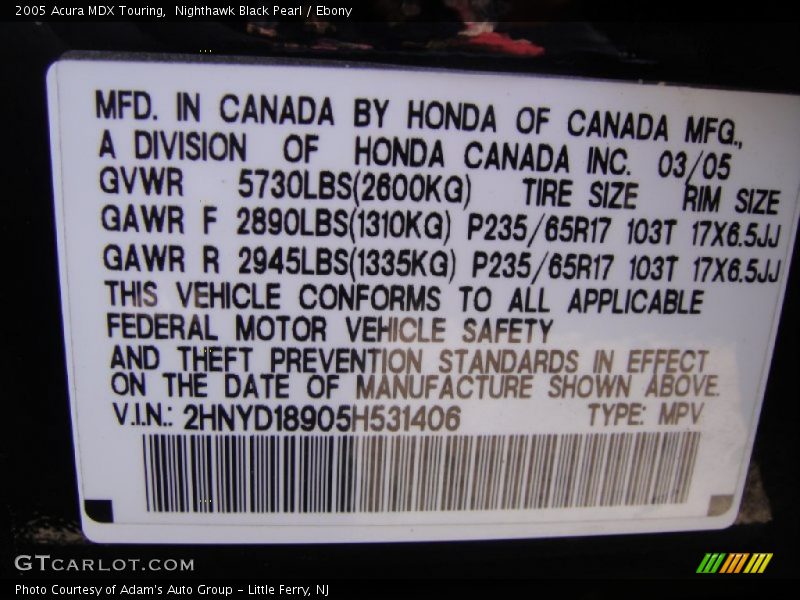 2005 Acura MDX Touring,  Nighthawk Black Pearl / Ebony
MFD. IN CANADA BY HONDA OF CANADA MFG.,
A DIVISION OF HONDA CANADA INC. 03/05
GVWR 5730LBS(2600KG) TIRE SIZE RIM SIZE
GAWR F 2890LBS(1310KG) P235/65R17 103T 17X6.5JJ
GAWR R 2945LBS(1335KG) P235/65R17 103T 17X6.5JJ
THIS VEHICLE CONFORMS TO ALL APPLICABLE
FEDERAL MOTOR VEHICLE SAFETY
AND THEFT PREVENTION STANDARDS IN EFFECT
ON THE DATE OF MANUFACTURE SHOWN ABOVE.
V.I.N.: 2HNYD18905H531406 TYPE: MPV
GTCARLOT.COM
Photo Courtesy of Adam's Auto Group - Little Ferry, NJ